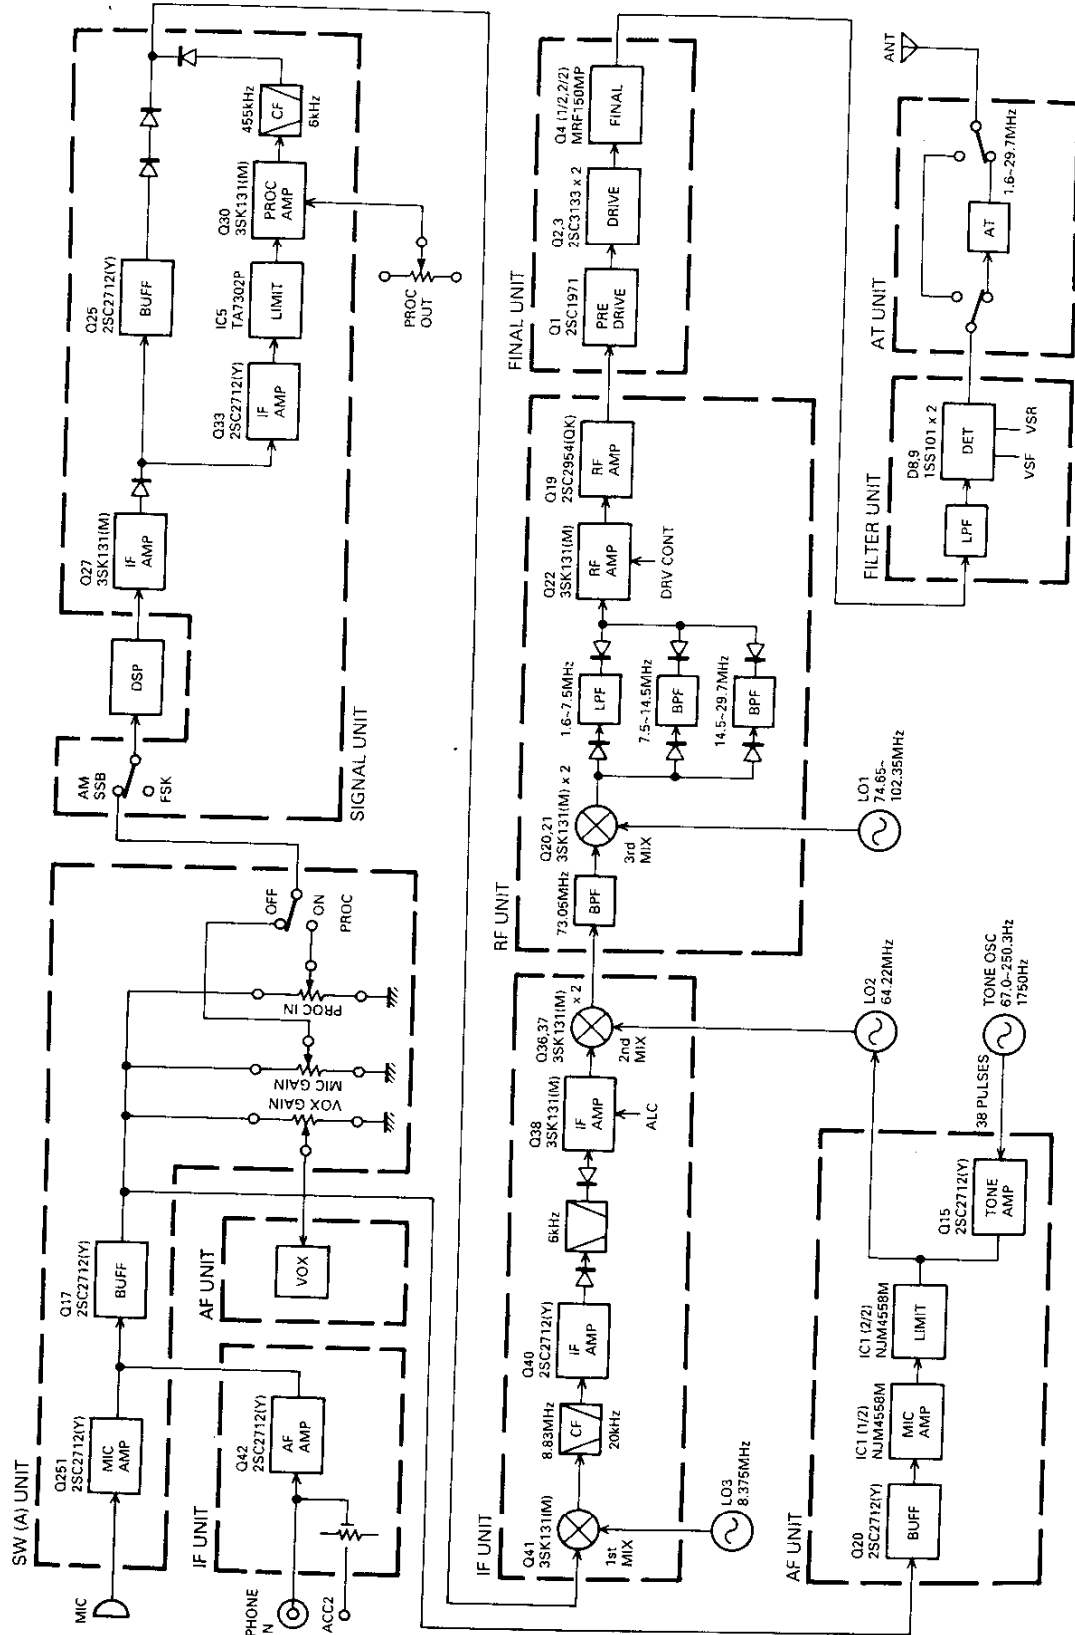 SW (A) UNIT
MIC
Q251
2SC2712(Y)
MIC
AMP
Q17
2SC2712(Y)
BUFF
VOX GAIN
MIC GAIN
PROC IN
OFF
ON
PROC
IF UNIT
PHONE
ACC2
Q42
2SC2712(Y)
AF
AMP
AF UNIT
VOX
SIGNAL UNIT
AM
SSB
FSK
DSP
Q27
3SK131(M)
IF
AMP
Q25
2SC2712(Y)
BUFF
Q33
2SC2712(Y)
IF
AMP
IC5
TA7302P
LIMIT
Q30
3SK131(M)
PROC
AMP
455kHz
CF
6kHz
PROC
OUT
IF UNIT
Q41
3SK131(M)
1st
MIX
LO3
8.375MHz
8.83MHz
CF
20kHz
Q40
2SC2712(Y)
IF
AMP
6kHz
Q38
3SK131(M)
IF
AMP
ALC
Q36,37
3SK131(M)
x 2
2nd
MIX
LO2
64.22MHz
RF UNIT
73.05MHz
BPF
Q20,21
3SK131(M) x 2
3rd
MIX
LO1
74.65~
102.35MHz
1.6~7.5MHz
LPF
7.5~14.5MHz
BPF
14.5~29.7MHz
BPF
Q22
3SK131(M)
RF
AMP
DRV CONT
Q19
2SC2954(QK)
RF
AMP
FINAL UNIT
Q1
2SC1971
PRE
DRIVE
Q2,3
2SC3133 x 2
DRIVE
Q4 (1/2,2/2)
MRF150MP
FINAL
AF UNIT
Q20
2SC2712(Y)
BUFF
IC1 (1/2)
NJM4558M
MIC
AMP
IC1 (2/2)
NJM4558M
LIMIT
Q15
2SC2712(Y)
TONE
AMP
38 PULSES
TONE OSC
67.0~250.3Hz
1750Hz
FILTER UNIT
LPF
D8,9
1SS101 x 2
DET
VSF
VSR
AT UNIT
AT
1.6~29.7MHz
ANT